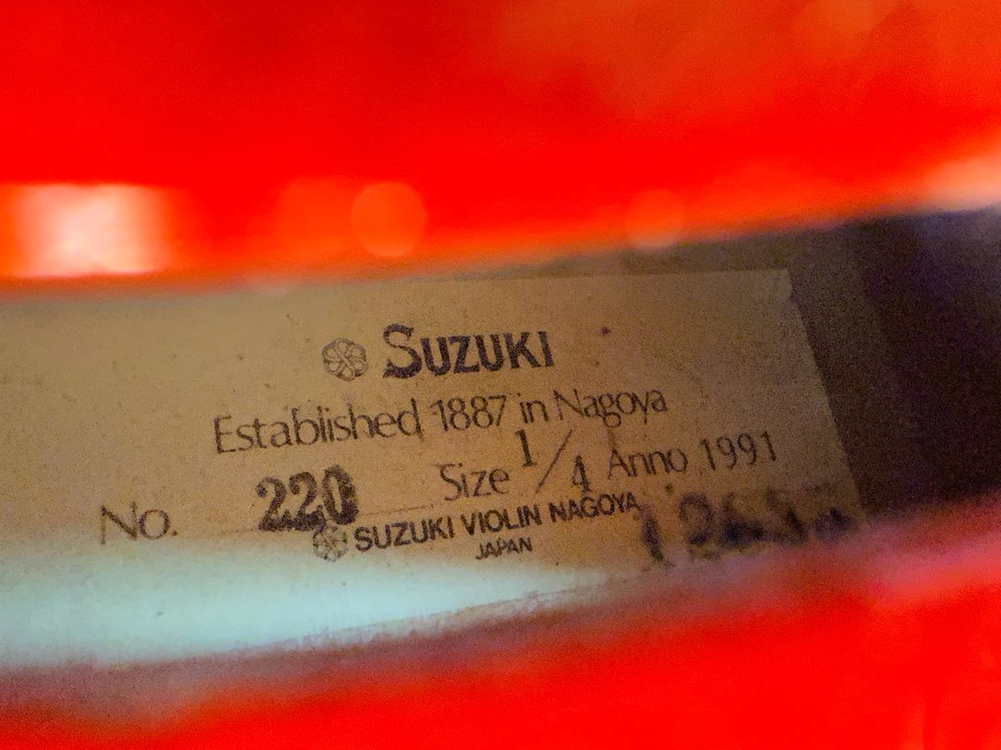 SUZUKI
Established 1887 in Nagoya
No. 220 Size 1/4 Anno 1991
SUZUKI VIOLIN NAGOYA
JAPAN